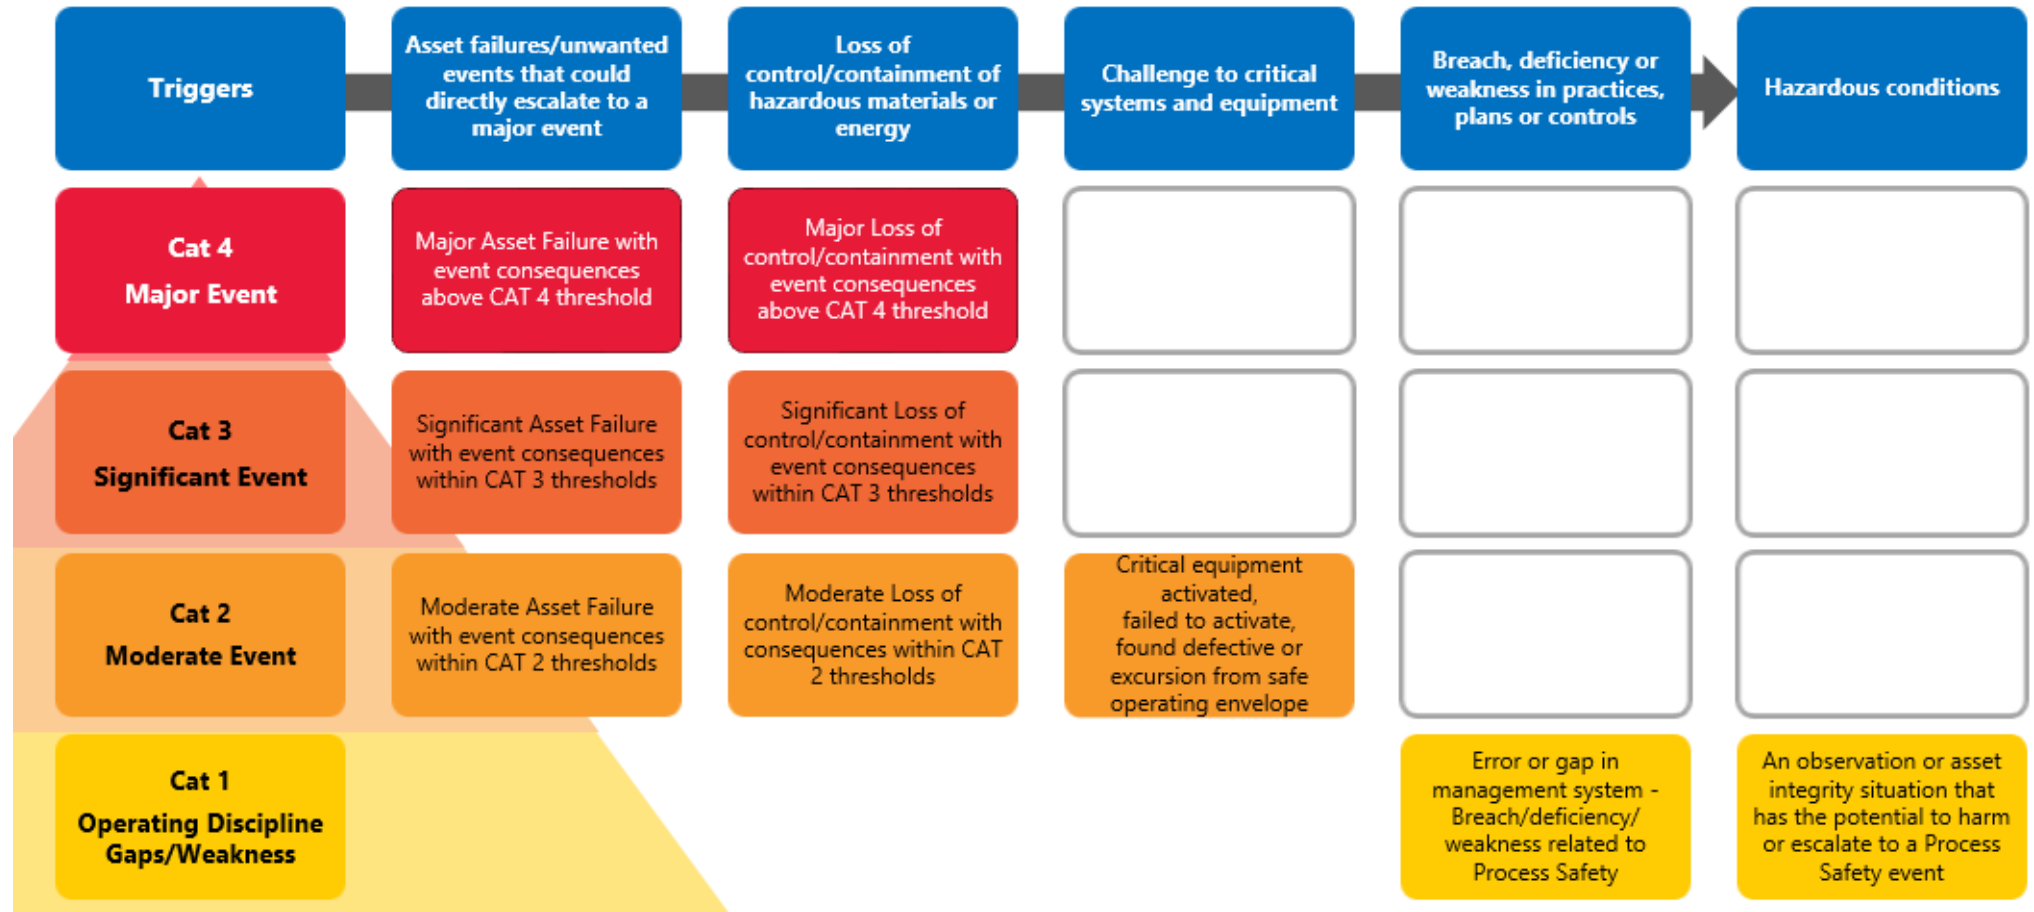 Triggers
Asset failures/unwanted
events that could
directly escalate to a
major event
Loss of
control/containment of
hazardous materials or
energy
Challenge to critical
systems and equipment
Breach, deficiency or
weakness in practices,
plans or controls
Hazardous conditions
Cat 4
Major Event
Major Asset Failure with
event consequences
above CAT 4 threshold
Major Loss of
control/containment with
event consequences
above CAT 4 threshold
Cat 3
Significant Event
Significant Asset Failure
with event consequences
within CAT 3 thresholds
Significant Loss of
control/containment with
event consequences
within CAT 3 thresholds
Cat 2
Moderate Event
Moderate Asset Failure
with event consequences
within CAT 2 thresholds
Moderate Loss of
control/containment with
consequences within CAT
2 thresholds
Critical equipment
activated,
failed to activate,
found defective or
excursion from safe
operating envelope
Cat 1
Operating Discipline
Gaps/Weakness
Error or gap in
management system -
Breach/deficiency/
weakness related to
Process Safety
An observation or asset
integrity situation that
has the potential to harm
or escalate to a Process
Safety event